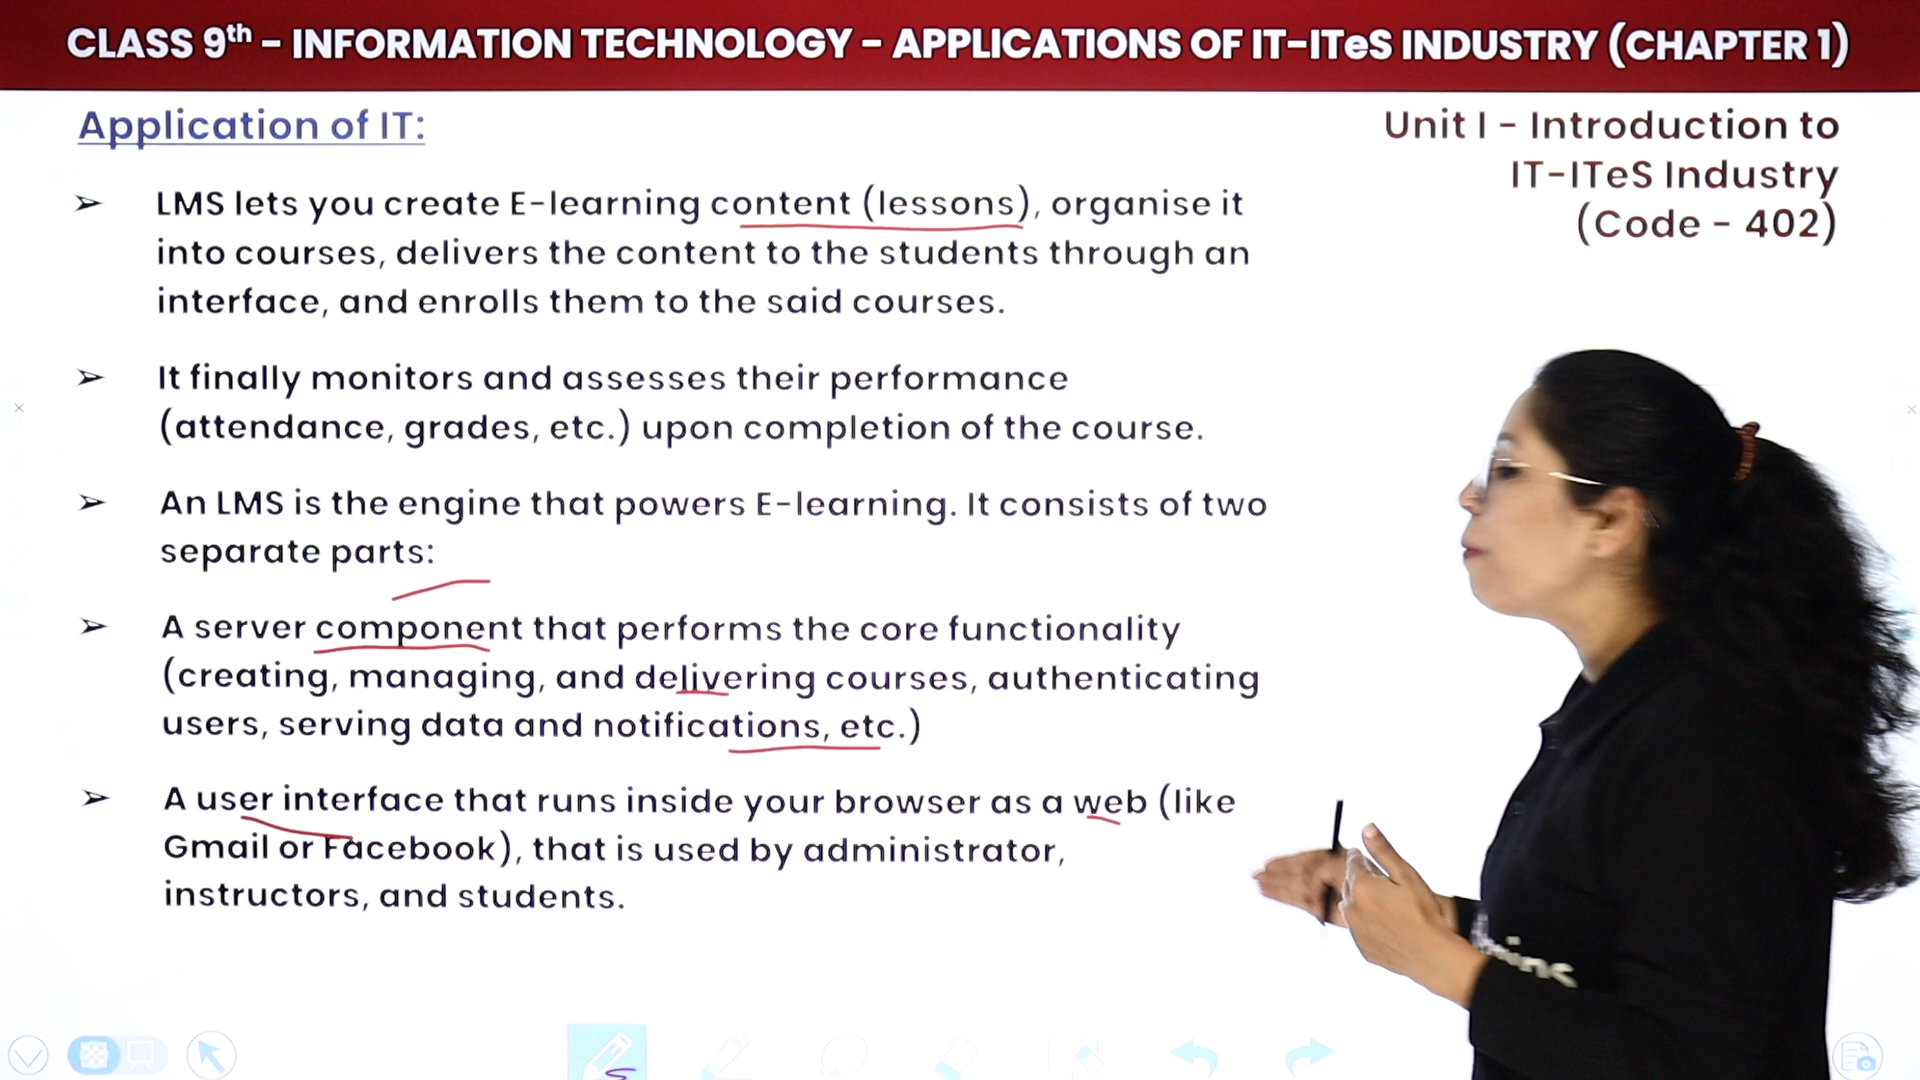 CLASS 9th – INFORMATION TECHNOLOGY – APPLICATIONS OF IT-ITeS INDUSTRY (CHAPTER 1)
Application of IT:
Unit I – Introduction to
IT-ITeS Industry
(Code – 402)
➢ LMS lets you create E-learning content (lessons), organise it
into courses, delivers the content to the students through an
interface, and enrolls them to the said courses.
➢ It finally monitors and assesses their performance
(attendance, grades, etc.) upon completion of the course.
➢ An LMS is the engine that powers E-learning. It consists of two
separate parts:
➢ A server component that performs the core functionality
(creating, managing, and delivering courses, authenticating
users, serving data and notifications, etc.)
➢ A user interface that runs inside your browser as a web (like
Gmail or Facebook), that is used by administrator,
instructors, and students.